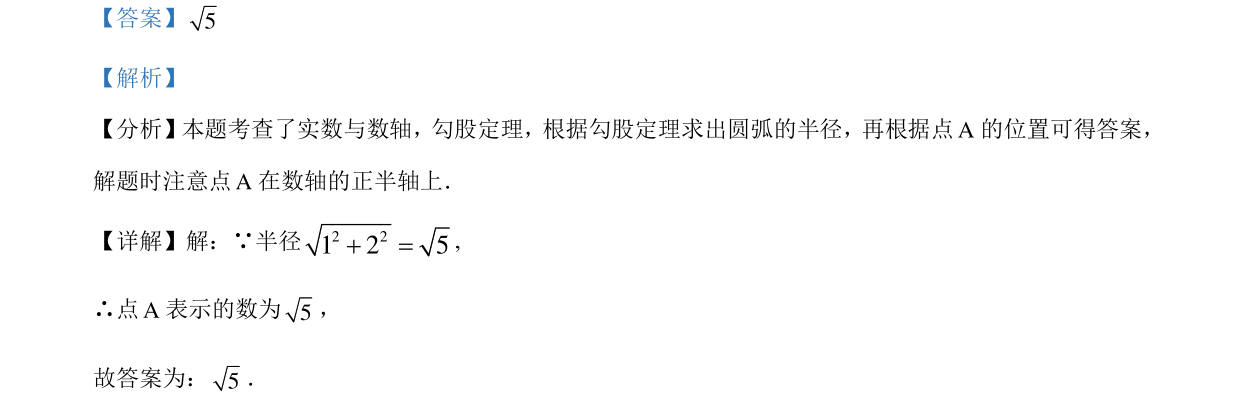 【答案】√5
【解析】
【分析】本题考查了实数与数轴，勾股定理，根据勾股定理求出圆弧的半径，再根据点 A 的位置可得答案，
解题时注意点 A 在数轴的正半轴上．
【详解】解：∵半径√(1²+2²)=√5，
∴点 A 表示的数为√5，
故答案为：√5．